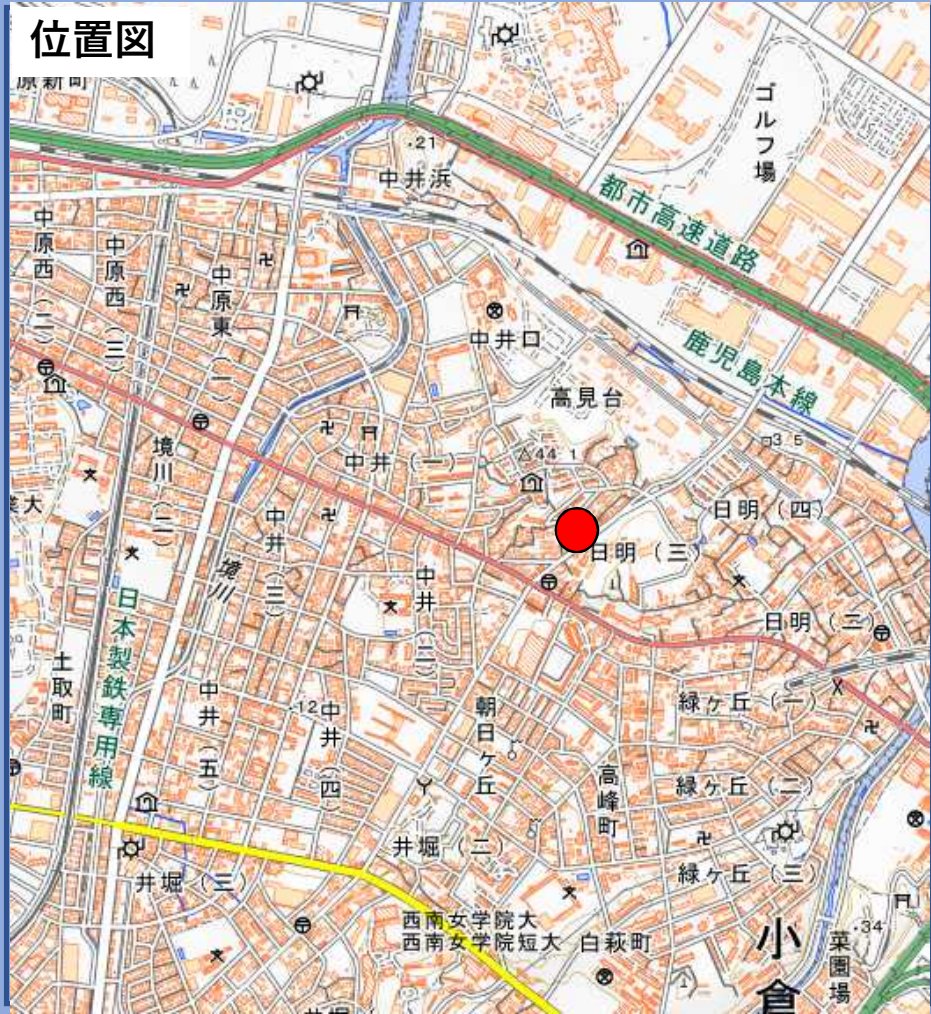 位置図
原新町
ゴルフ場
.21
中井浜
都市高速道路
中原西(二)
中原西(三)
中原東(一)
中井口
鹿児島本線
高見台
3.5
境川(二)
中井(一)
△44.1
業大
日明(四)
日明(三)
中井(三)
境川
中井(二)
日明(二)
日本製鉄専用線
土取町
中井(五)
.12
中井(四)
朝日ヶ丘
緑ヶ丘(一)
高峰町
緑ヶ丘(二)
井堀(二)
井堀(三)
緑ヶ丘(三)
西南女学院大
西南女学院短大
白萩町
小倉
菜園場
.34